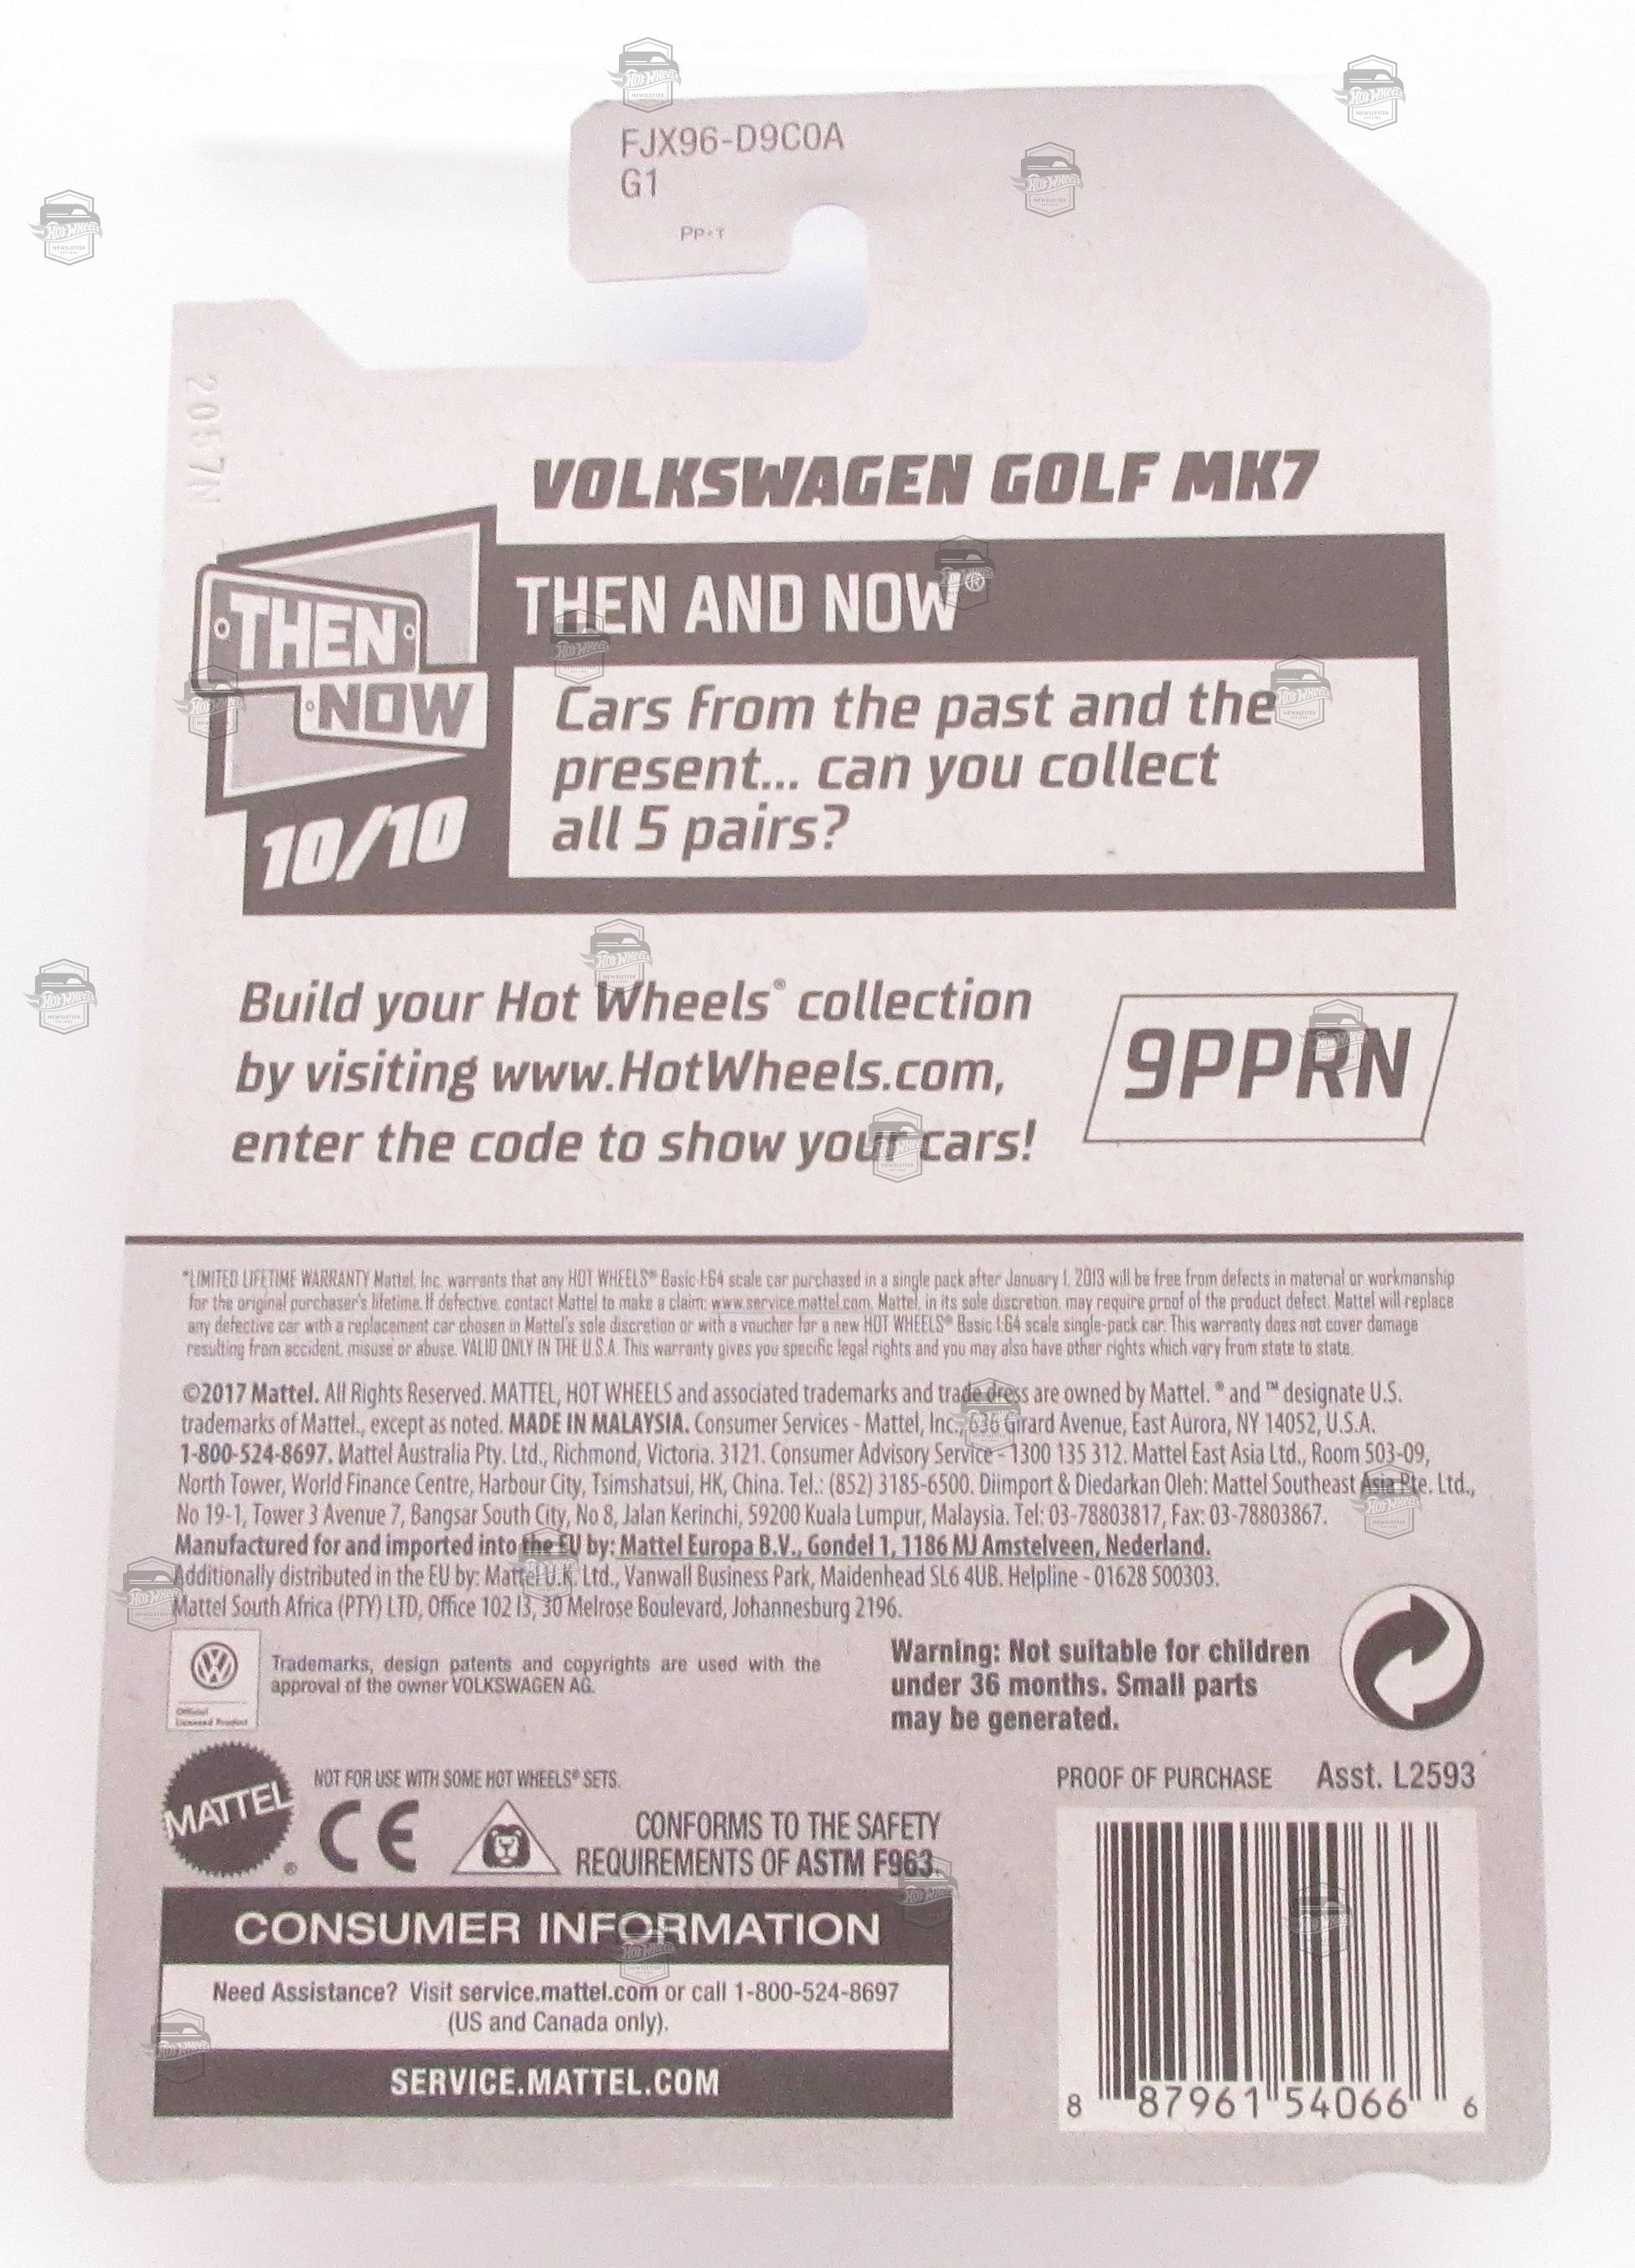 FJX96-D9C0A
G1
PP<T
2057N
VOLKSWAGEN GOLF MK7
THEN
NOW
10/10
THEN AND NOW®
Cars from the past and the
present... can you collect
all 5 pairs?
Build your Hot Wheels® collection
by visiting www.HotWheels.com,
enter the code to show your cars!
9PPRN
*LIMITED LIFETIME WARRANTY Mattel, Inc. warrants that any HOT WHEELS® Basic 1:64 scale car purchased in a single pack after January 1, 2013 will be free from defects in material or workmanship
for the original purchaser's lifetime. If defective, contact Mattel to make a claim: www.service.mattel.com. Mattel, in its sole discretion, may require proof of the product defect. Mattel will replace
any defective car with a replacement car chosen in Mattel's sole discretion or with a voucher for a new HOT WHEELS® Basic 1:64 scale single-pack car. This warranty does not cover damage
resulting from accident, misuse or abuse. VALID ONLY IN THE U.S.A. This warranty gives you specific legal rights and you may also have other rights which vary from state to state.
©2017 Mattel. All Rights Reserved. MATTEL, HOT WHEELS and associated trademarks and trade dress are owned by Mattel. ® and ™ designate U.S.
trademarks of Mattel., except as noted. MADE IN MALAYSIA. Consumer Services - Mattel, Inc., 636 Girard Avenue, East Aurora, NY 14052, U.S.A.
1-800-524-8697. Mattel Australia Pty. Ltd., Richmond, Victoria. 3121. Consumer Advisory Service - 1300 135 312. Mattel East Asia Ltd., Room 503-09,
North Tower, World Finance Centre, Harbour City, Tsimshatsui, HK, China. Tel.: (852) 3185-6500. Diimport & Diedarkan Oleh: Mattel Southeast Asia Pte. Ltd.,
No 19-1, Tower 3 Avenue 7, Bangsar South City, No 8, Jalan Kerinchi, 59200 Kuala Lumpur, Malaysia. Tel: 03-78803817, Fax: 03-78803867.
Manufactured for and imported into the EU by: Mattel Europa B.V., Gondel 1, 1186 MJ Amstelveen, Nederland.
Additionally distributed in the EU by: Mattel U.K. Ltd., Vanwall Business Park, Maidenhead SL6 4UB. Helpline - 01628 500303.
Mattel South Africa (PTY) LTD, Office 102 I3, 30 Melrose Boulevard, Johannesburg 2196.
Official
Licensed Product
Trademarks, design patents and copyrights are used with the
approval of the owner VOLKSWAGEN AG.
Warning: Not suitable for children
under 36 months. Small parts
may be generated.
MATTEL®
NOT FOR USE WITH SOME HOT WHEELS® SETS.
CE
CONFORMS TO THE SAFETY
REQUIREMENTS OF ASTM F963.
PROOF OF PURCHASE Asst. L2593
CONSUMER INFORMATION
Need Assistance? Visit service.mattel.com or call 1-800-524-8697
(US and Canada only).
SERVICE.MATTEL.COM
8 87961 54066 6